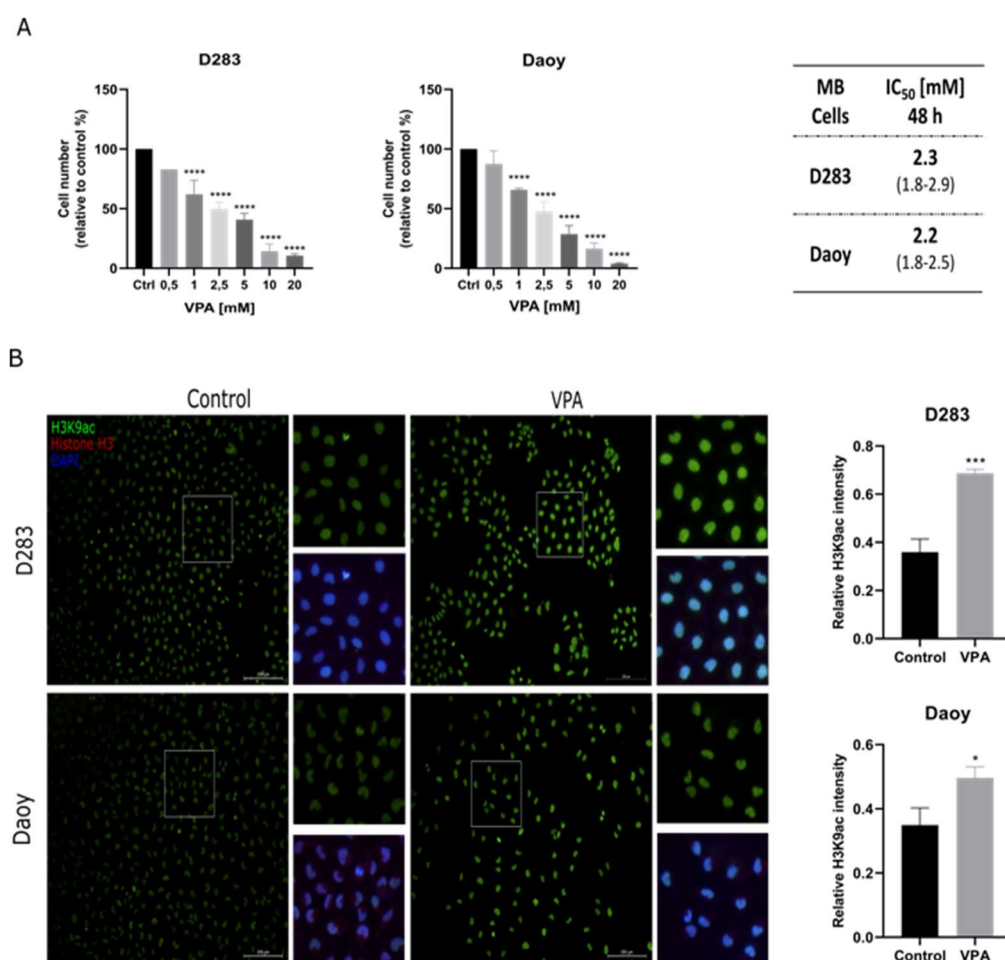 A
D283
150
100
50
0
Cell number
(relative to control %)
****
****
****
****
****
Ctrl 0,5 1 2,5 5 10 20
VPA [mM]
Daoy
150
100
50
0
Cell number
(relative to control %)
****
****
****
****
****
Ctrl 0,5 1 2,5 5 10 20
VPA [mM]
MB IC50 [mM]
Cells 48 h
D283 2.3
(1.8-2.9)
Daoy 2.2
(1.8-2.5)
B
Control
VPA
H3K9ac
Histone-H3
DAPI
D283
Daoy
D283
0.8
0.6
0.4
0.2
0.0
Relative H3K9ac intensity
***
Control VPA
Daoy
0.6
0.4
0.2
0.0
Relative H3K9ac intensity
*
Control VPA